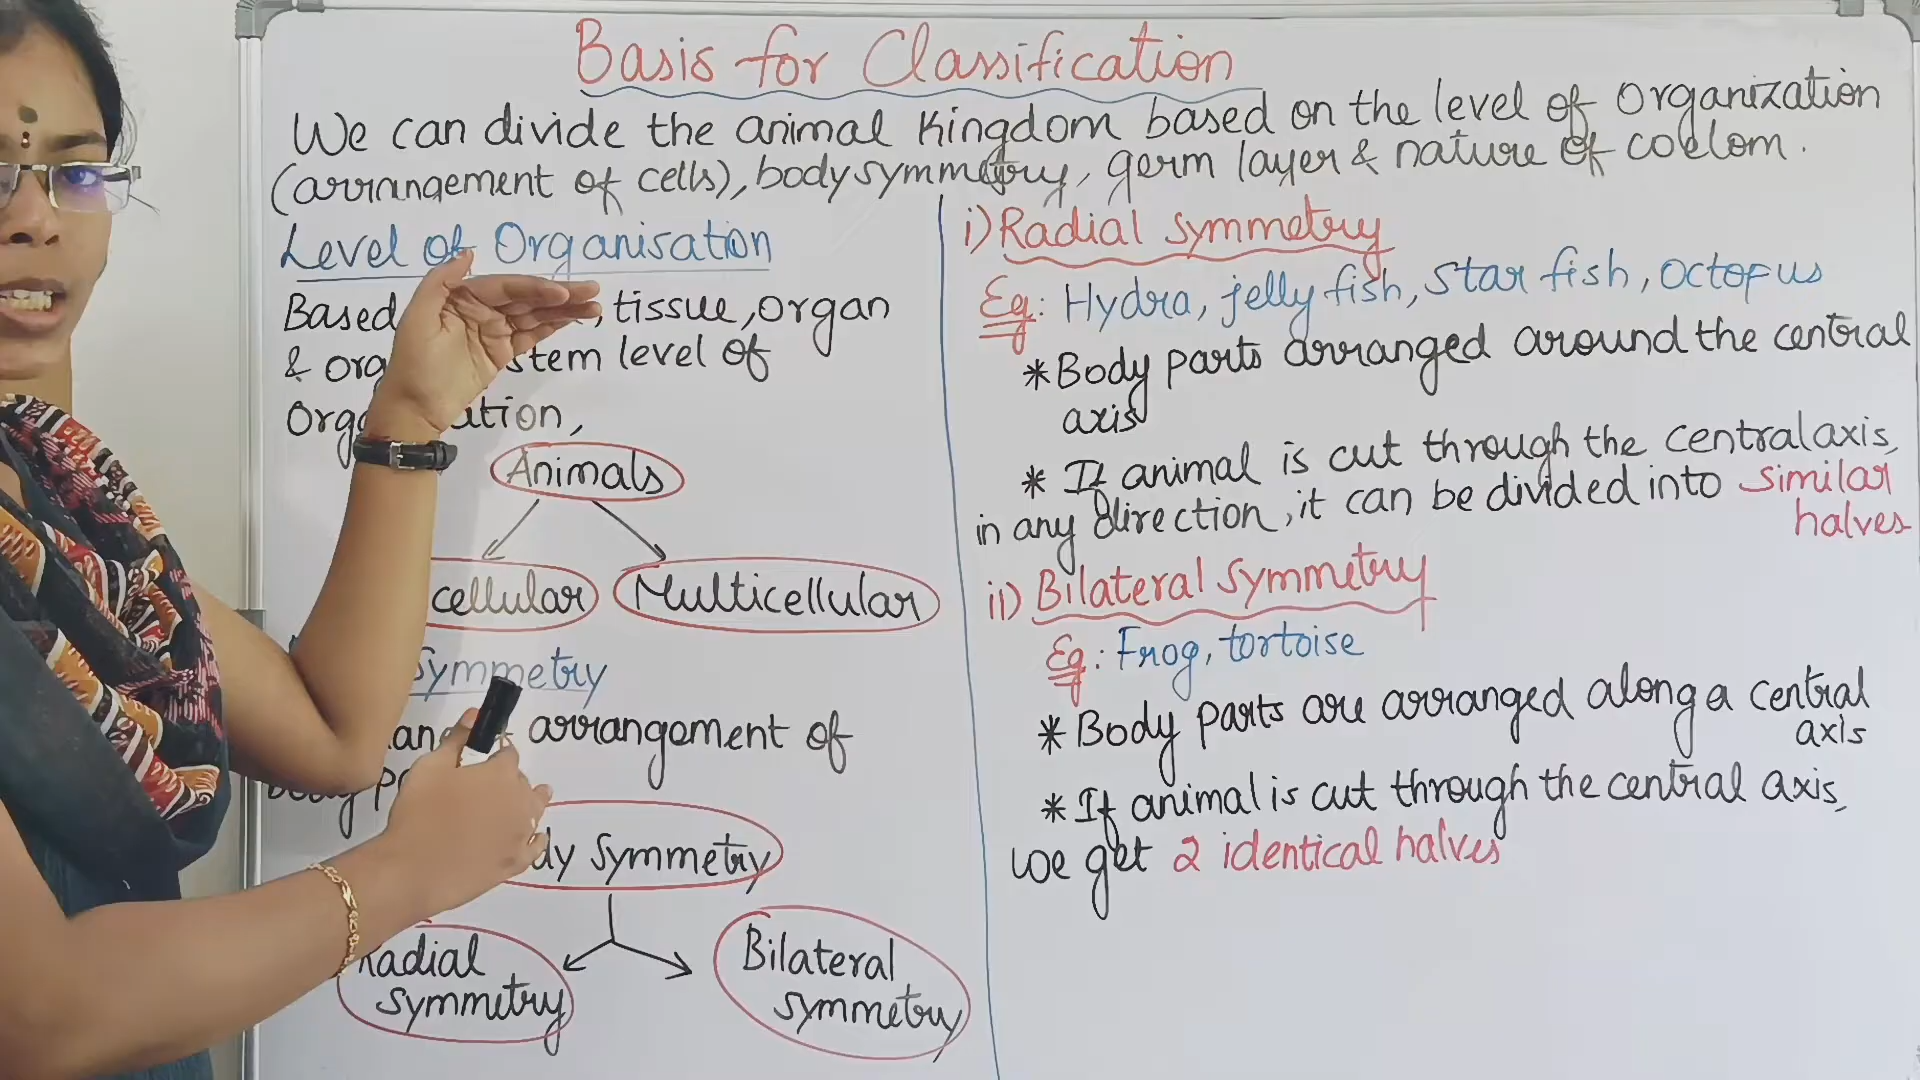 Basis for Classification
We can divide the animal kingdom based on the level of Organization
(arrangement of cells), body symmetry, germ layer & nature of coelom.
Level of Organisation
Based , tissue, organ
& org stem level of
Orga ation,
Animals
cellular
Multicellular
Symmetry
arrangement of
body p
dy Symmetry
Radial
symmetry
Bilateral
symmetry
i) Radial Symmetry
Eg: Hydra, jelly fish, Star fish, Octopus
* Body parts arranged around the central
axis
* If animal is cut through the central axis,
in any direction, it can be divided into similar
halves
ii) Bilateral Symmetry
Eg: Frog, tortoise
* Body parts are arranged along a central
axis
* If animal is cut through the central axis,
we get 2 identical halves